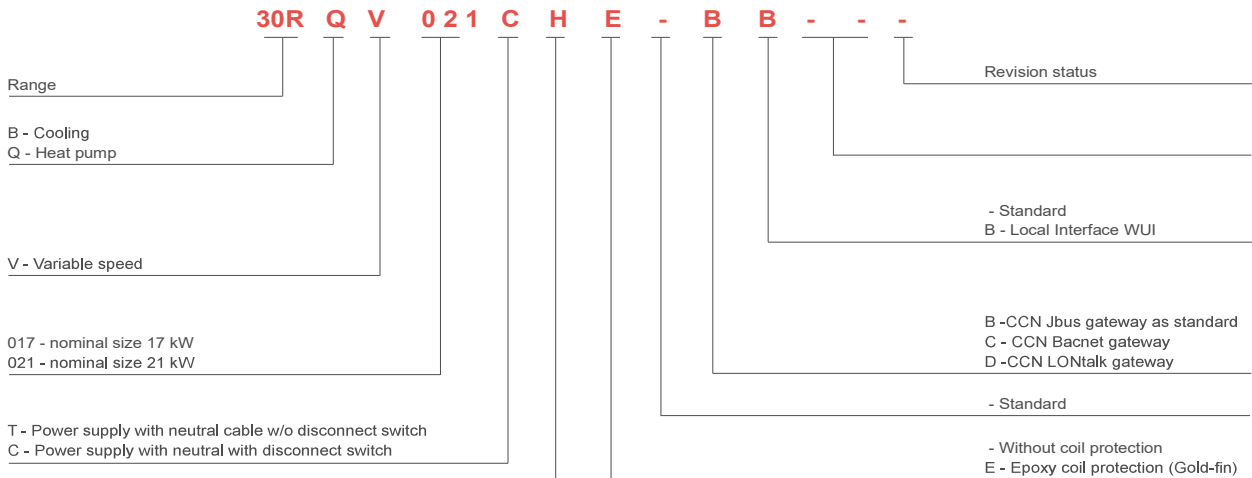 30R Q V 0 2 1 C H E - B B - - -
Range
B - Cooling
Q - Heat pump
V - Variable speed
017 - nominal size 17 kW
021 - nominal size 21 kW
T - Power supply with neutral cable w/o disconnect switch
C - Power supply with neutral with disconnect switch
Revision status
- Standard
B - Local Interface WUI
B -CCN Jbus gateway as standard
C - CCN Bacnet gateway
D -CCN LONtalk gateway
- Standard
- Without coil protection
E - Epoxy coil protection (Gold-fin)